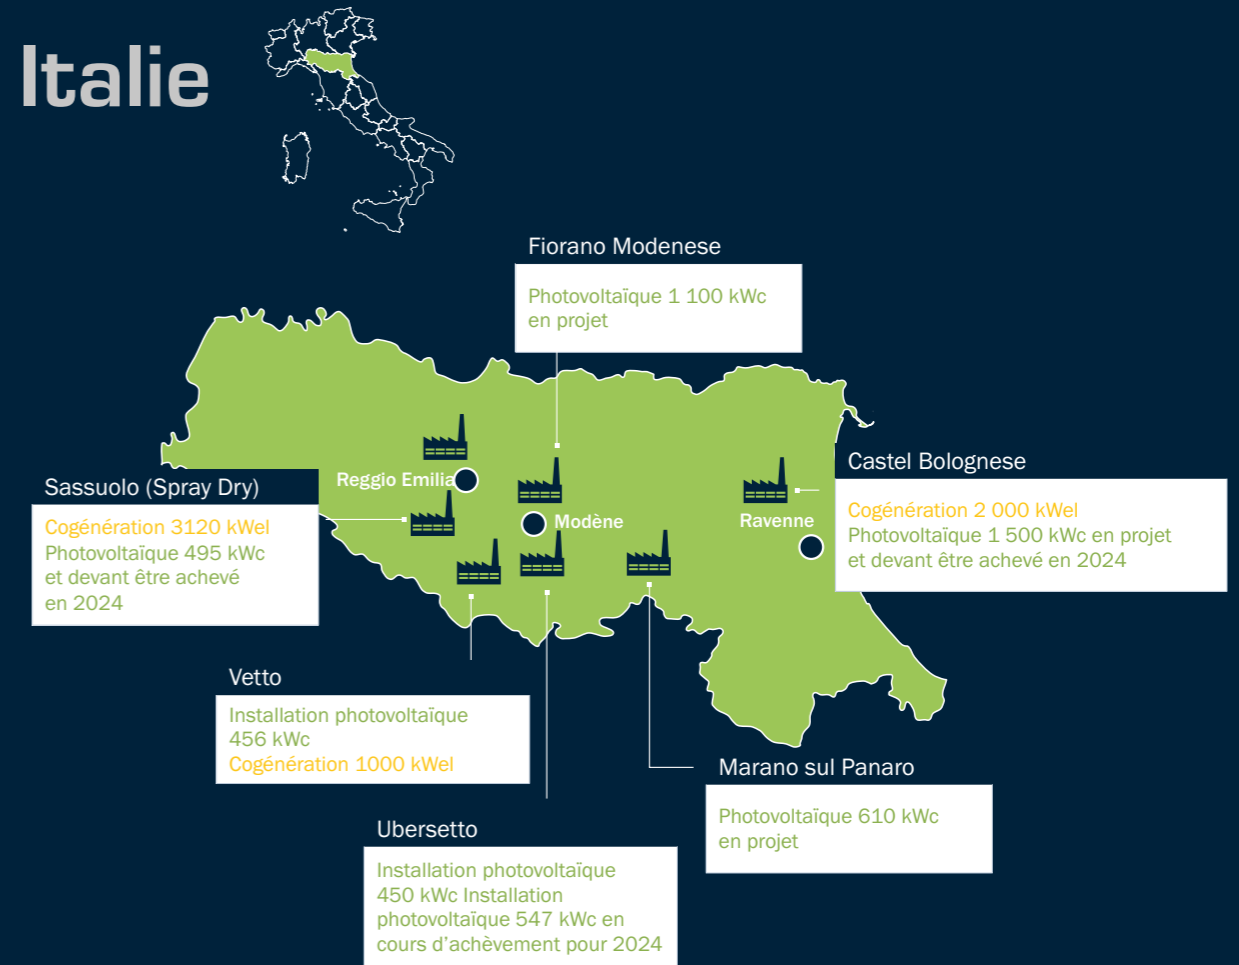 Italie
Fiorano Modenese
Photovoltaïque 1 100 kWc
en projet
Reggio Emilia
Modène
Ravenne
Sassuolo (Spray Dry)
Cogénération 3120 kWel
Photovoltaïque 495 kWc
et devant être achevé
en 2024
Castel Bolognese
Cogénération 2 000 kWel
Photovoltaïque 1 500 kWc en projet
et devant être achevé en 2024
Vetto
Installation photovoltaïque
456 kWc
Cogénération 1000 kWel
Marano sul Panaro
Photovoltaïque 610 kWc
en projet
Ubersetto
Installation photovoltaïque
450 kWc Installation
photovoltaïque 547 kWc en
cours d'achèvement pour 2024